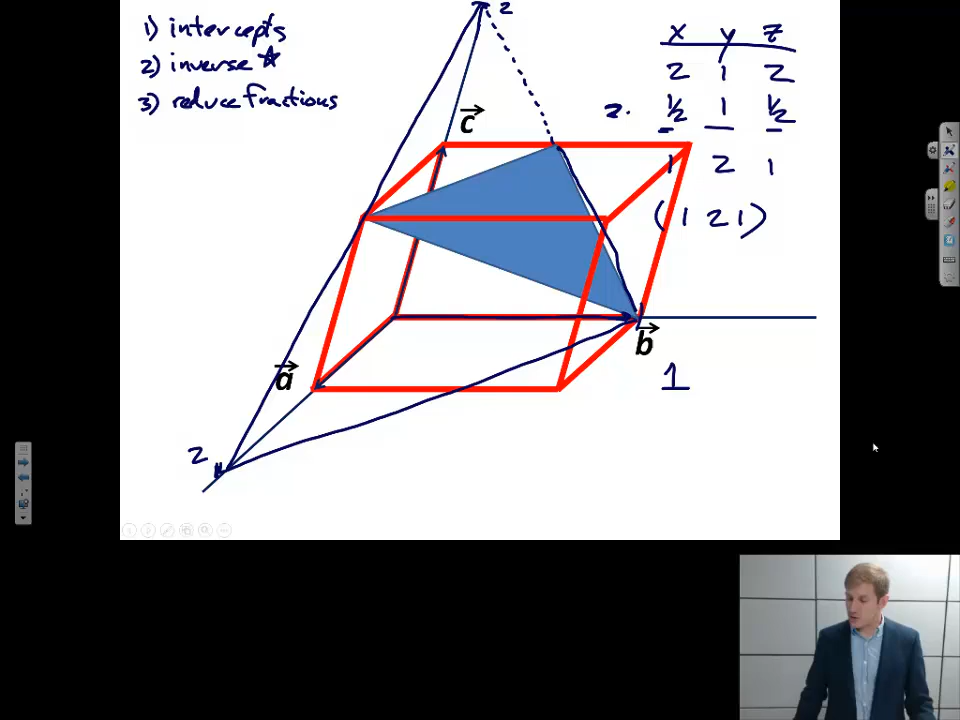 1) intercepts
2) inverse ☆
3) reduce fractions
2
x y z
2 1 2
2. 1/2 1 1/2
1 2 1
(1 2 1)
c
b
a
1
2